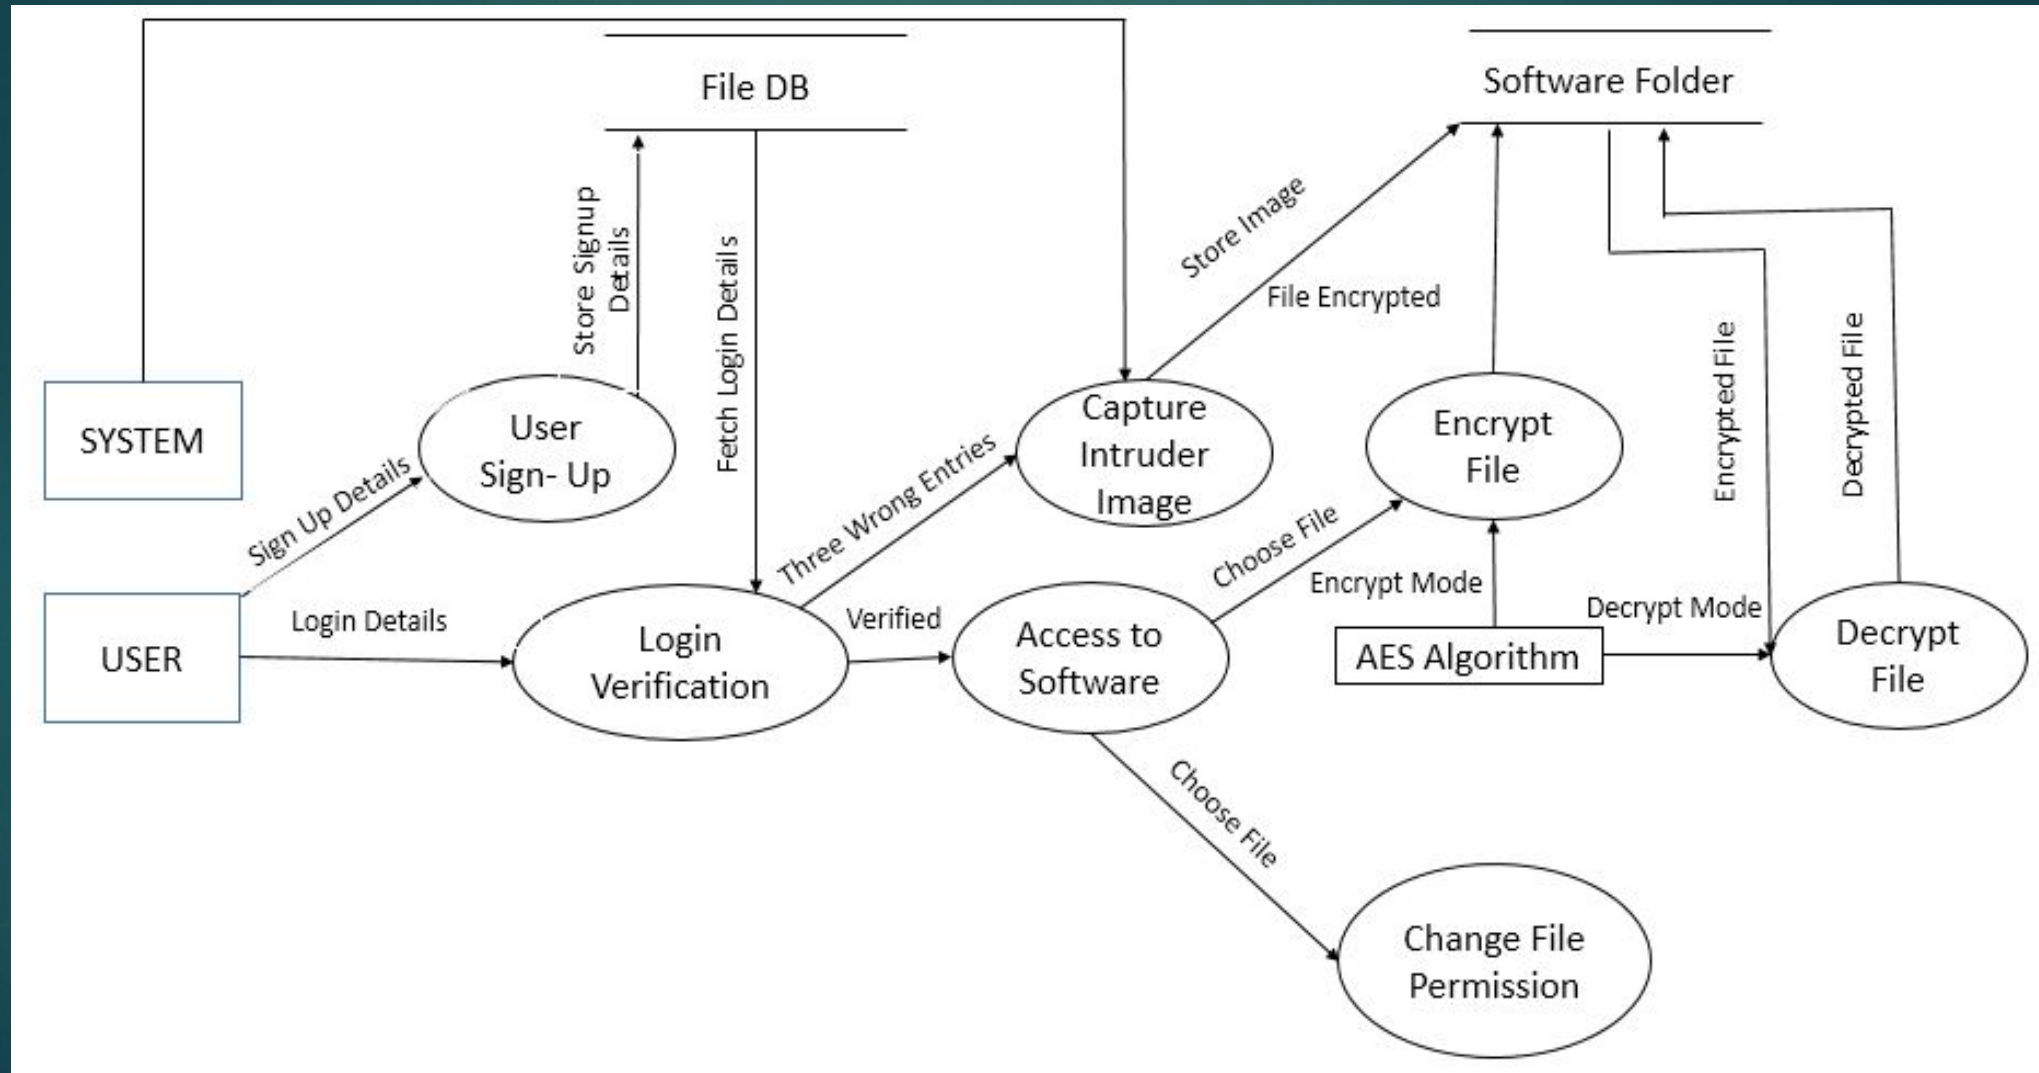 File DB
Software Folder
Store Signup
Details
Fetch Login Details
Store Image
File Encrypted
Encrypted File
Decrypted File
SYSTEM
User
Sign- Up
Capture
Intruder
Image
Encrypt
File
Sign Up Details
Three Wrong Entries
Choose File
Encrypt Mode
Decrypt Mode
USER
Login Details
Login
Verification
Verified
Access to
Software
AES Algorithm
Decrypt
File
Choose File
Change File
Permission